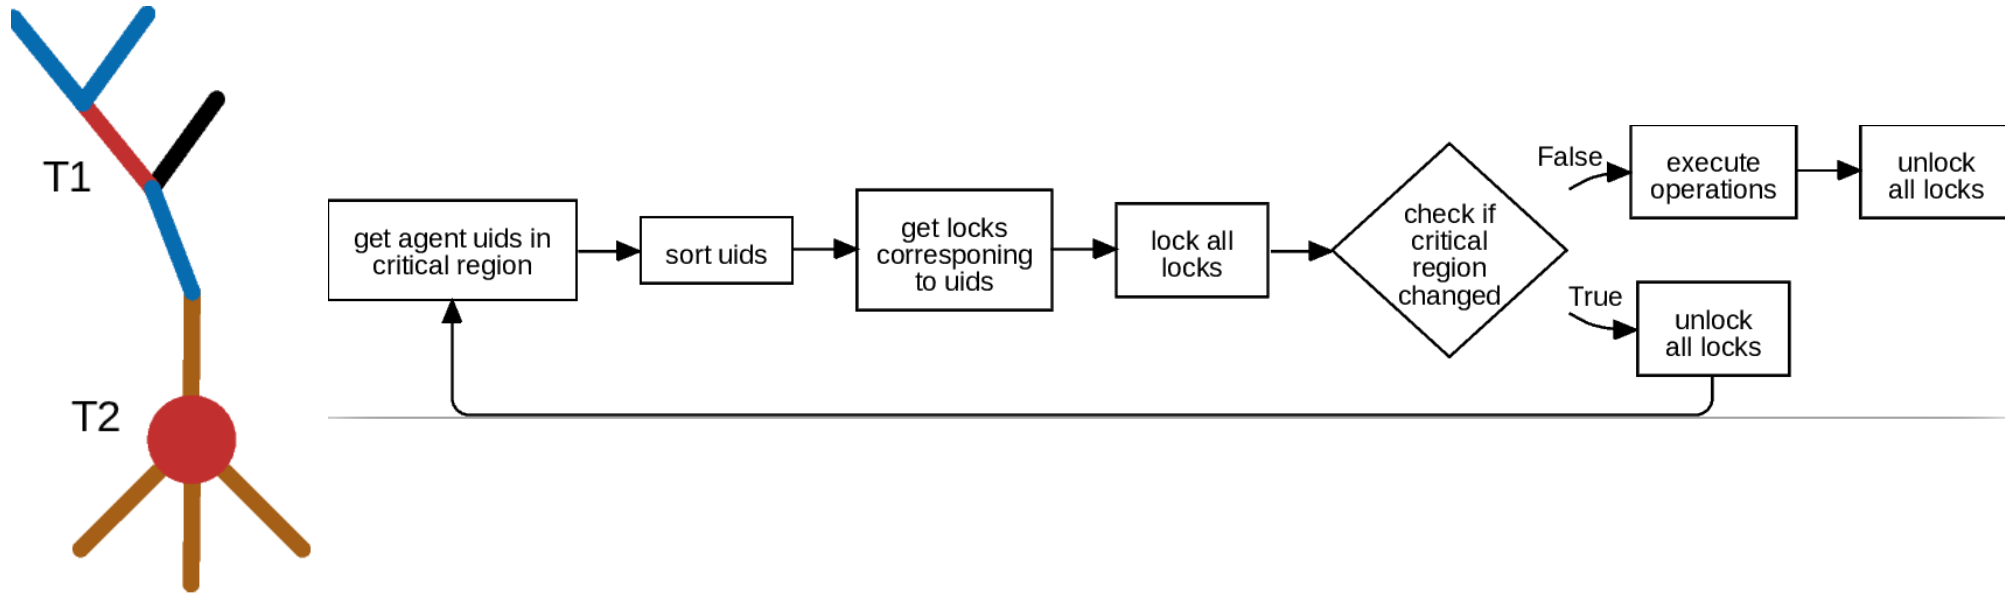 T1
T2
get agent uids in
critical region
sort uids
get locks
corresponing
to uids
lock all
locks
check if
critical
region
changed
False
execute
operations
unlock
all locks
True
unlock
all locks